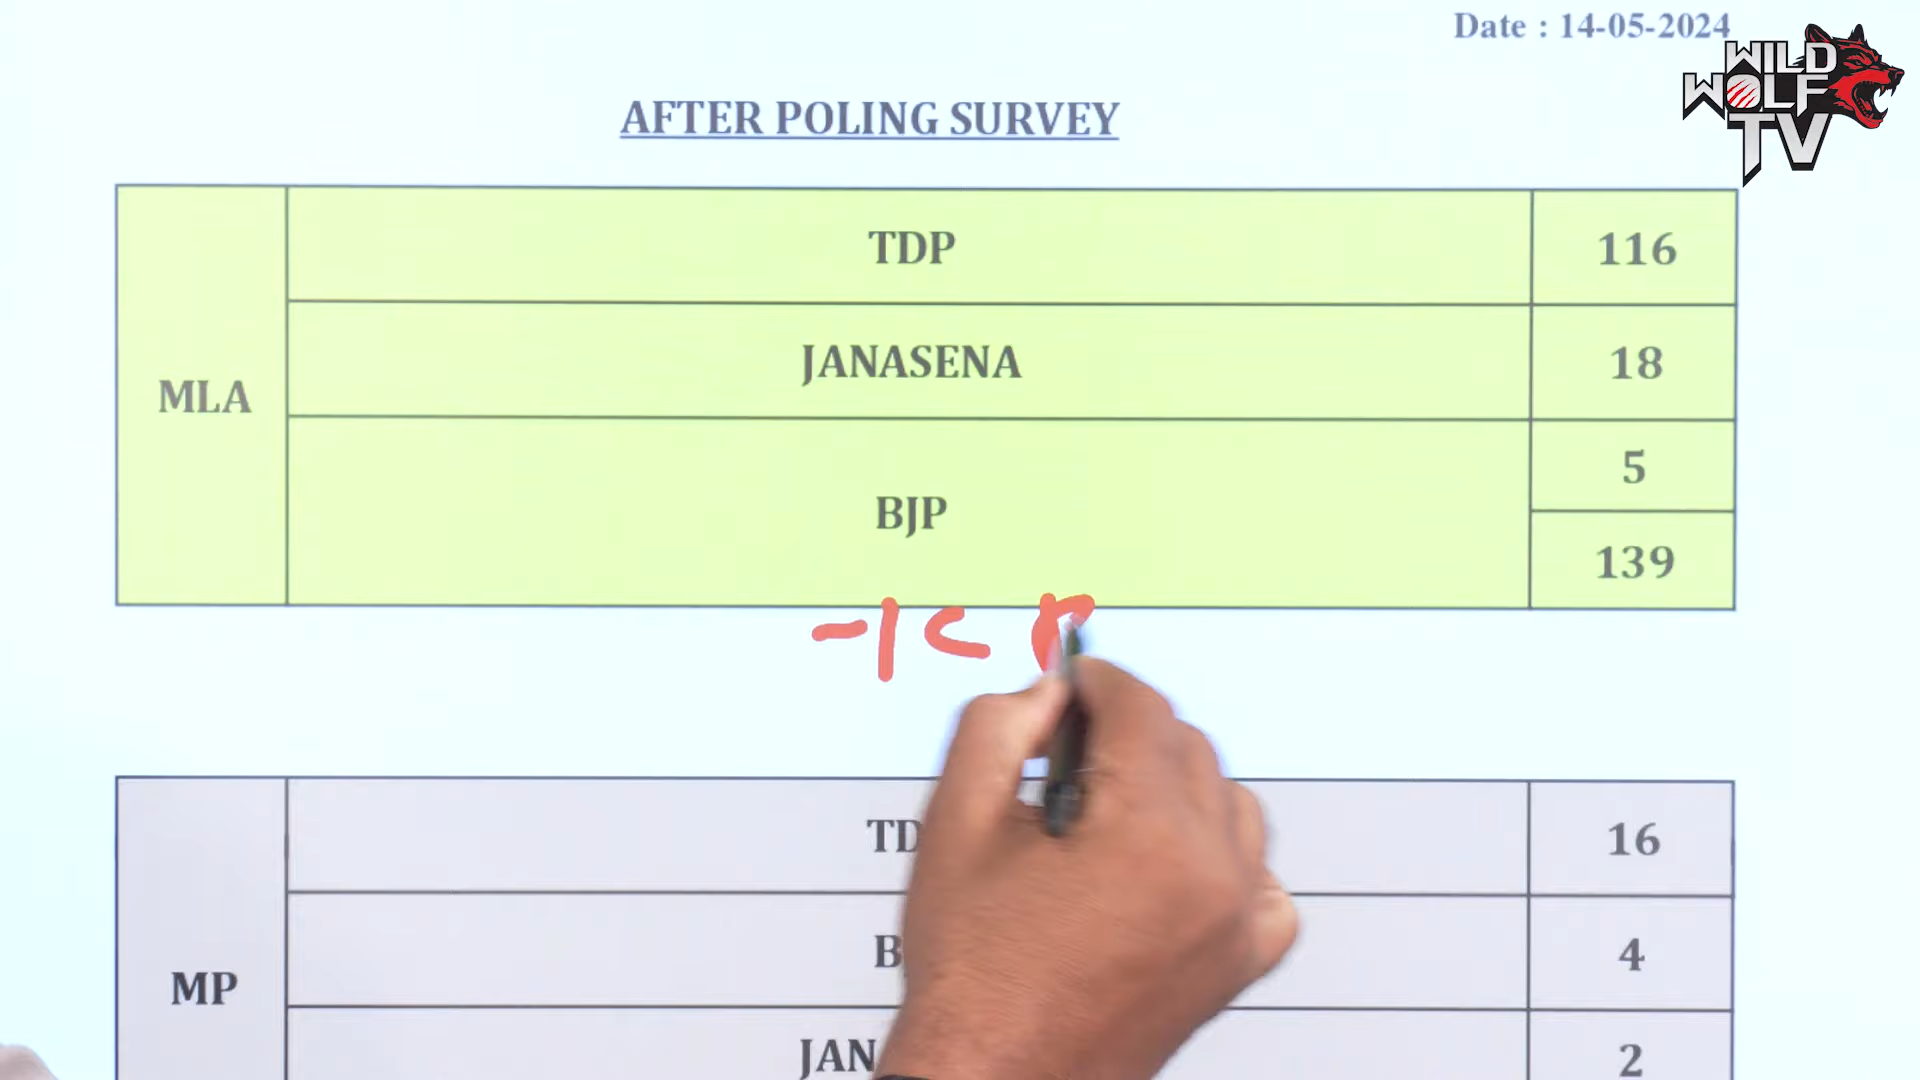 Date : 14-05-2024
WILD
WOLF
TV
AFTER POLING SURVEY
MLA
TDP 116
JANASENA 18
BJP 5
139
MP
16
4
2